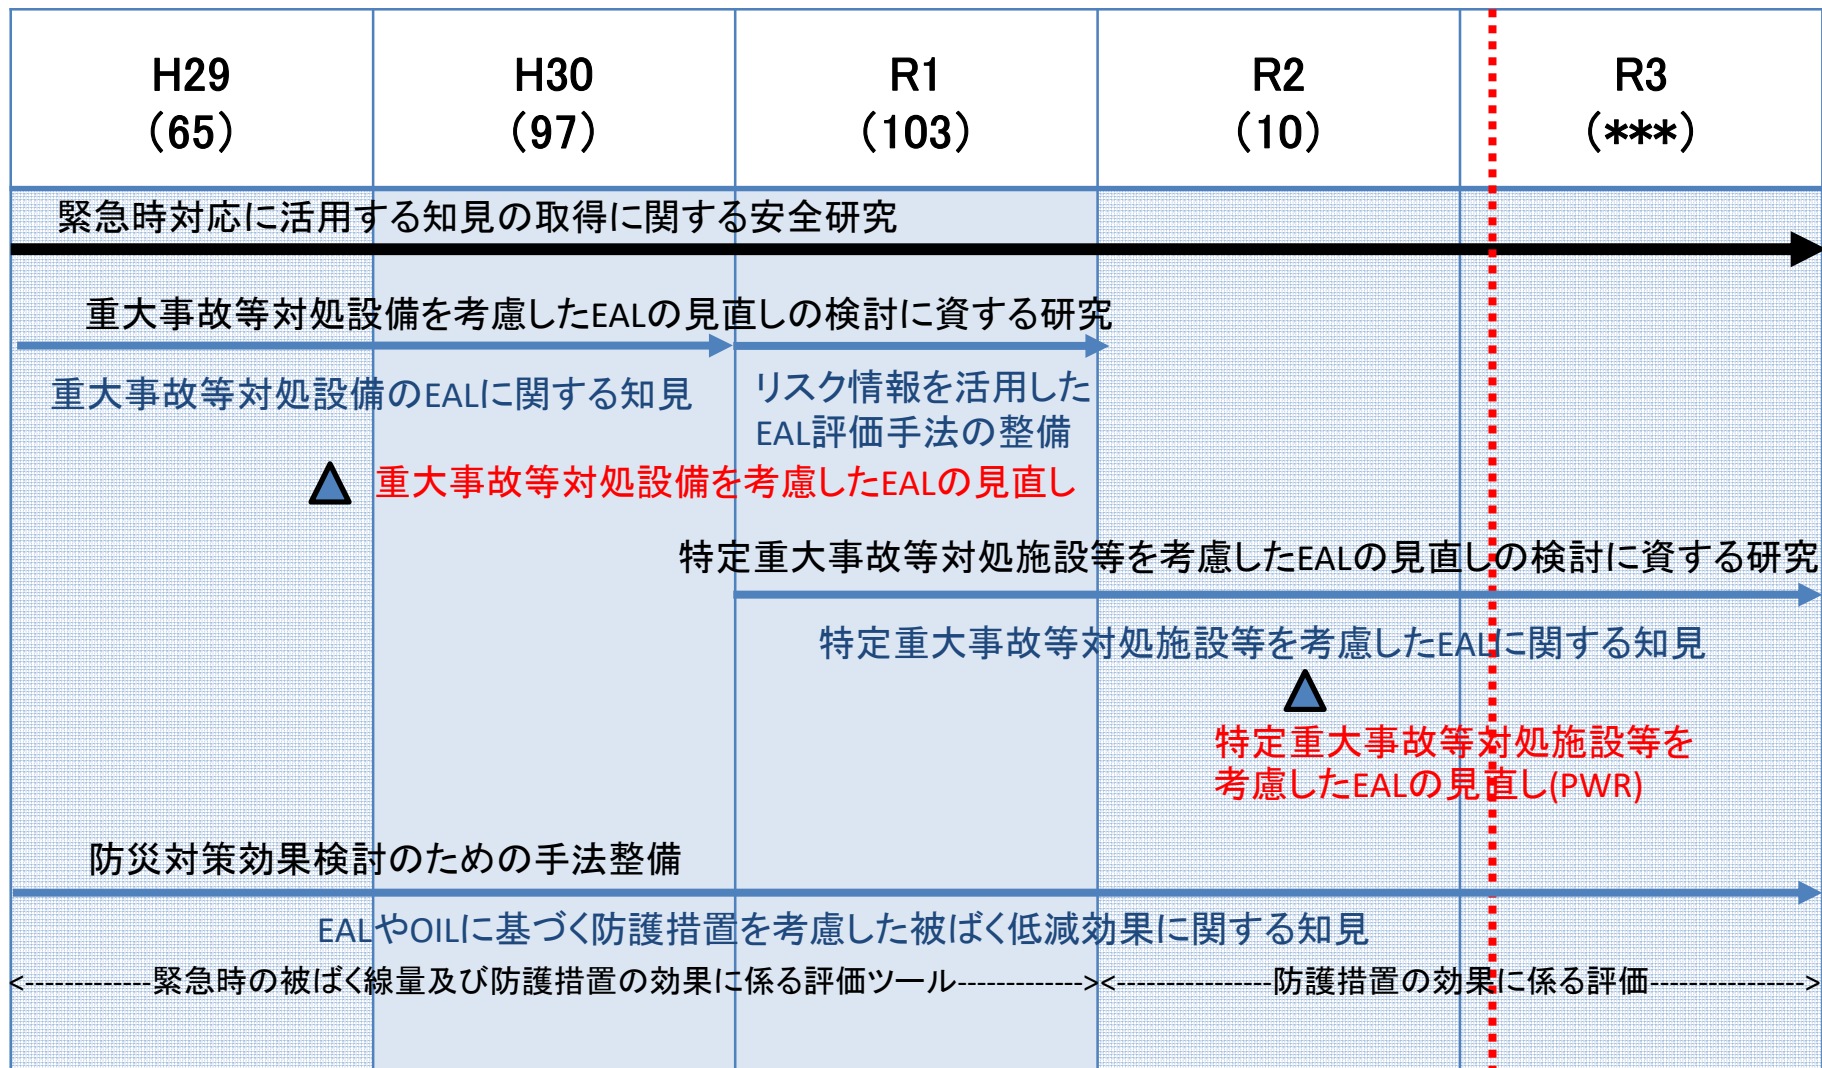 H29
(65)
H30
(97)
R1
(103)
R2
(10)
R3
(***)
緊急時対応に活用する知見の取得に関する安全研究
重大事故等対処設備を考慮したEALの見直しの検討に資する研究
重大事故等対処設備のEALに関する知見
リスク情報を活用した
EAL評価手法の整備
重大事故等対処設備を考慮したEALの見直し
特定重大事故等対処施設等を考慮したEALの見直しの検討に資する研究
特定重大事故等対処施設等を考慮したEALに関する知見
特定重大事故等対処施設等を
考慮したEALの見直し(PWR)
防災対策効果検討のための手法整備
EALやOILに基づく防護措置を考慮した被ばく低減効果に関する知見
<-------------緊急時の被ばく線量及び防護措置の効果に係る評価ツール-------------><----------------防護措置の効果に係る評価---------------->